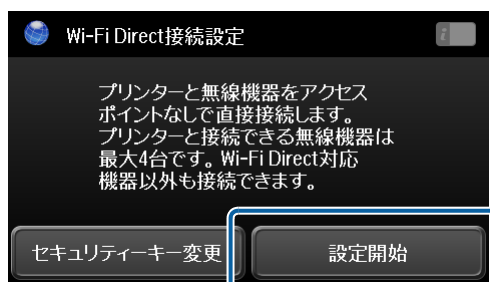 Wi-Fi Direct接続設定
i
プリンターと無線機器をアクセス
ポイントなしで直接接続します。
プリンターと接続できる無線機器は
最大4台です。Wi-Fi Direct対応
機器以外も接続できます。
セキュリティーキー変更
設定開始